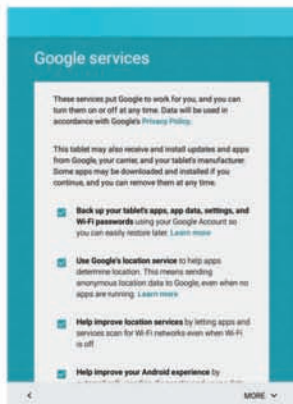 Google services
These services put Google to work for you, and you can
turn them on or off at any time. Data will be used in
accordance with Google's Privacy Policy.
This tablet may also receive and install updates and apps
from Google, your carrier, and your tablet's manufacturer.
Some apps may be downloaded and installed if you
continue, and you can remove them at any time.
Back up your tablet's apps, app data, settings, and
Wi-Fi passwords using your Google Account so
you can easily restore later. Learn more
Use Google's location service to help apps
determine location. This means sending
anonymous location data to Google, even when no
apps are running. Learn more
Help improve location services by letting apps and
services scan for Wi-Fi networks even when Wi-Fi
is off
Help improve your Android experience by
MORE